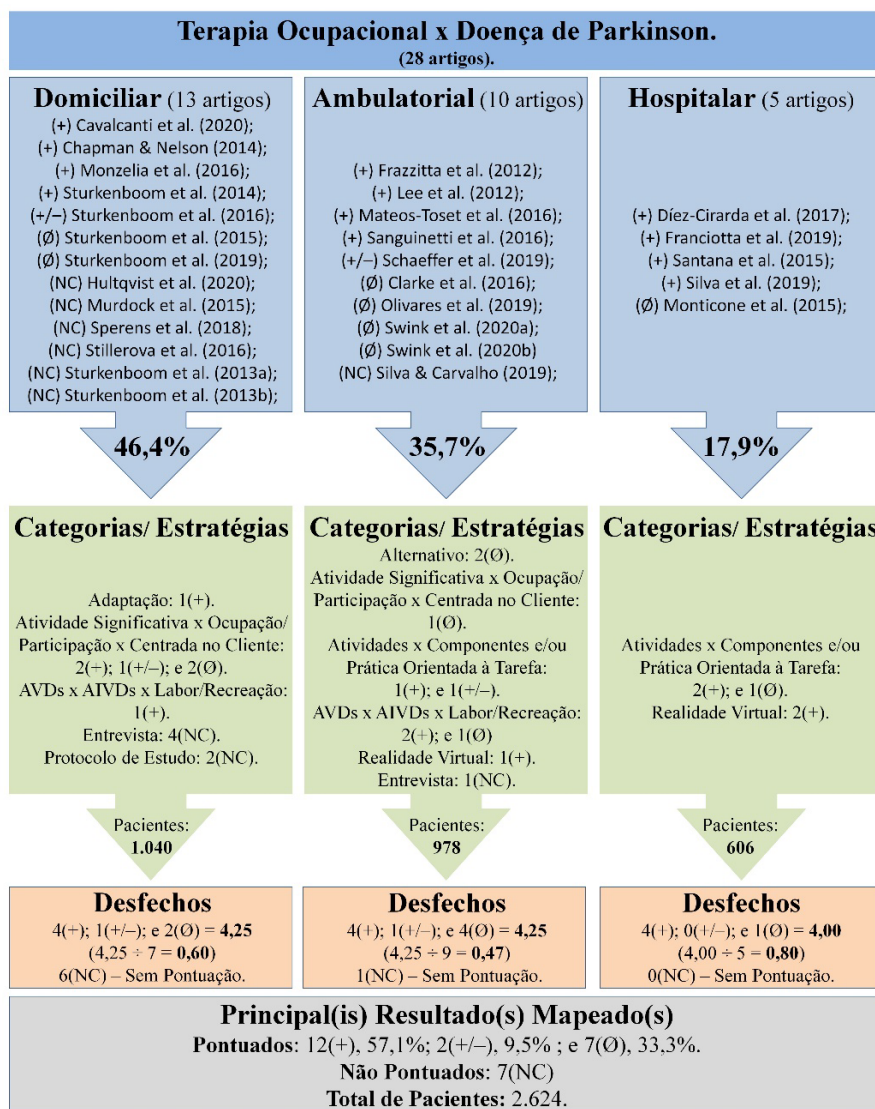 Terapia Ocupacional x Doença de Parkinson.
(28 artigos).
Domiciliar (13 artigos)
(+) Cavalcanti et al. (2020);
(+) Chapman & Nelson (2014);
(+) Monzelia et al. (2016);
(+) Sturkenboom et al. (2014);
(+/–) Sturkenboom et al. (2016);
(Ø) Sturkenboom et al. (2015);
(Ø) Sturkenboom et al. (2019);
(NC) Hultqvist et al. (2020);
(NC) Murdock et al. (2015);
(NC) Sperens et al. (2018);
(NC) Stillerova et al. (2016);
(NC) Sturkenboom et al. (2013a);
(NC) Sturkenboom et al. (2013b);
46,4%
Categorias/ Estratégias
Adaptação: 1(+).
Atividade Significativa x Ocupação/
Participação x Centrada no Cliente:
2(+); 1(+/–); e 2(Ø).
AVDs x AIVDs x Labor/Recreação:
1(+).
Entrevista: 4(NC).
Protocolo de Estudo: 2(NC).
Pacientes:
1.040
Desfechos
4(+); 1(+/–); e 2(Ø) = 4,25
(4,25 ÷ 7 = 0,60)
6(NC) – Sem Pontuação.
Ambulatorial (10 artigos)
(+) Frazzitta et al. (2012);
(+) Lee et al. (2012);
(+) Mateos-Toset et al. (2016);
(+) Sanguinetti et al. (2016);
(+/–) Schaeffer et al. (2019);
(Ø) Clarke et al. (2016);
(Ø) Olivares et al. (2019);
(Ø) Swink et al. (2020a);
(Ø) Swink et al. (2020b)
(NC) Silva & Carvalho (2019);
35,7%
Categorias/ Estratégias
Alternativo: 2(Ø).
Atividade Significativa x Ocupação/
Participação x Centrada no Cliente:
1(Ø).
Atividades x Componentes e/ou
Prática Orientada à Tarefa:
1(+); e 1(+/–).
AVDs x AIVDs x Labor/Recreação:
2(+); e 1(Ø)
Realidade Virtual: 1(+).
Entrevista: 1(NC).
Pacientes:
978
Desfechos
4(+); 1(+/–); e 4(Ø) = 4,25
(4,25 ÷ 9 = 0,47)
1(NC) – Sem Pontuação.
Hospitalar (5 artigos)
(+) Díez-Cirarda et al. (2017);
(+) Franciotta et al. (2019);
(+) Santana et al. (2015);
(+) Silva et al. (2019);
(Ø) Monticone et al. (2015);
17,9%
Categorias/ Estratégias
Atividades x Componentes e/ou
Prática Orientada à Tarefa:
2(+); e 1(Ø).
Realidade Virtual: 2(+).
Pacientes:
606
Desfechos
4(+); 0(+/–); e 1(Ø) = 4,00
(4,00 ÷ 5 = 0,80)
0(NC) – Sem Pontuação.
Principal(is) Resultado(s) Mapeado(s)
Pontuados: 12(+), 57,1%; 2(+/–), 9,5% ; e 7(Ø), 33,3%.
Não Pontuados: 7(NC)
Total de Pacientes: 2.624.